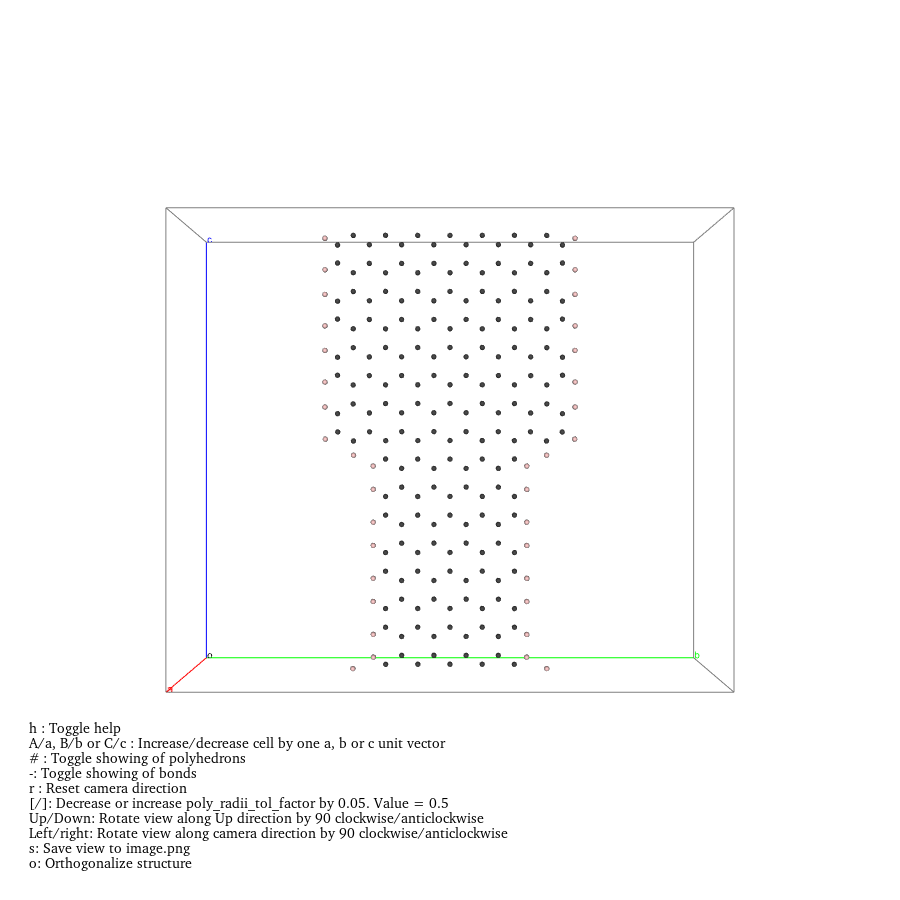 c
o
b
a
h : Toggle help
A/a, B/b or C/c : Increase/decrease cell by one a, b or c unit vector
# : Toggle showing of polyhedrons
-: Toggle showing of bonds
r : Reset camera direction
[/]: Decrease or increase poly_radii_tol_factor by 0.05. Value = 0.5
Up/Down: Rotate view along Up direction by 90 clockwise/anticlockwise
Left/right: Rotate view along camera direction by 90 clockwise/anticlockwise
s: Save view to image.png
o: Orthogonalize structure